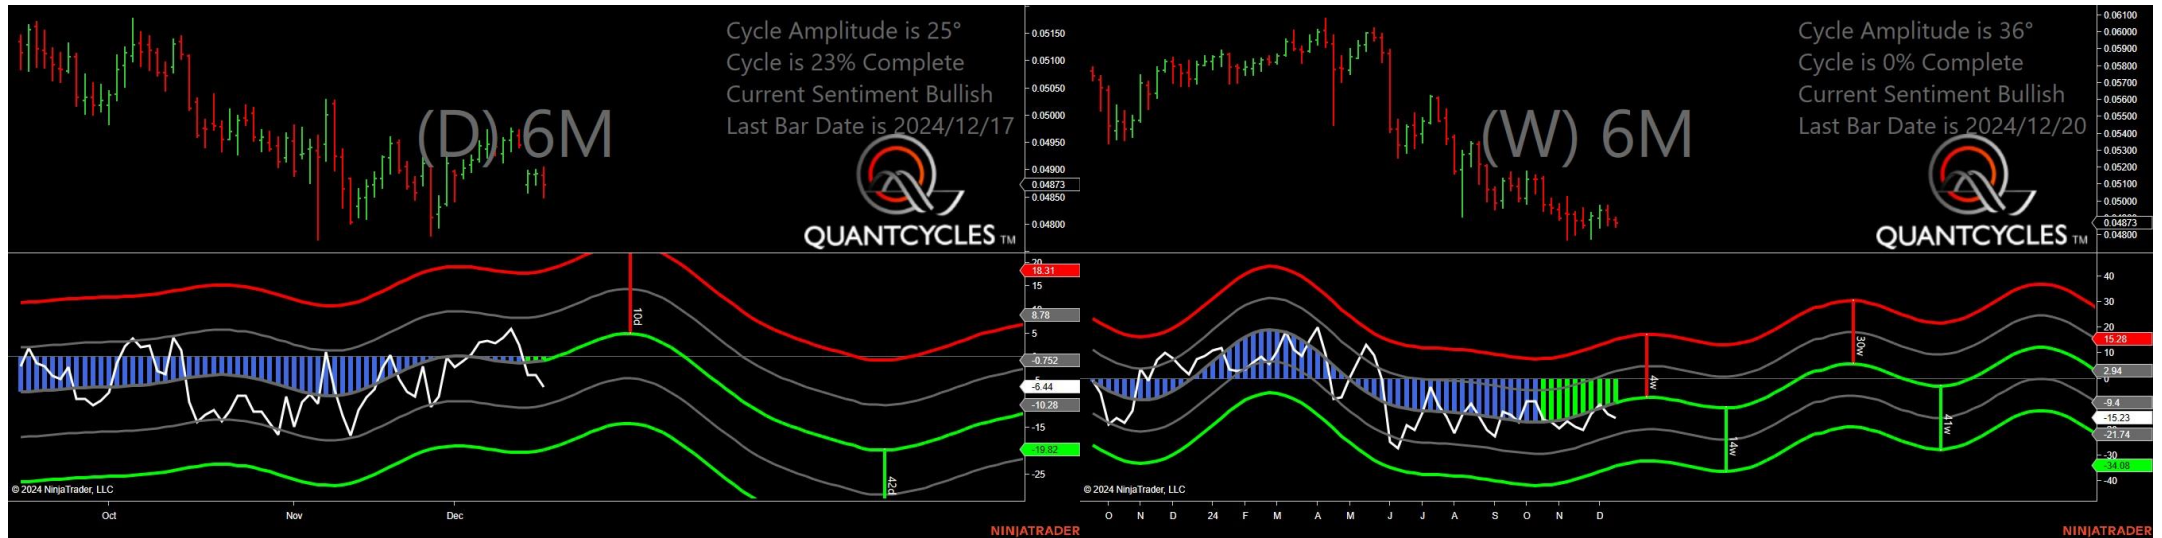 Cycle Amplitude is 25°
Cycle is 23% Complete
Current Sentiment Bullish
Last Bar Date is 2024/12/17
(D) 6M
QUANTCYCLES TM
0.05150
0.05100
0.05050
0.05000
0.04950
0.04900
0.04873
0.04850
0.04800
20
18.31
15
8.78
5
-0.752
-6.44
-10.28
-15
-19.82
-25
10d
42d
© 2024 NinjaTrader, LLC
Oct
Nov
Dec
NINJATRADER
Cycle Amplitude is 36°
Cycle is 0% Complete
Current Sentiment Bullish
Last Bar Date is 2024/12/20
(W) 6M
QUANTCYCLES TM
0.06100
0.06000
0.05900
0.05800
0.05700
0.05600
0.05500
0.05400
0.05300
0.05200
0.05100
0.05000
0.04873
0.04800
40
30
20
15.28
10
2.94
0
-9.4
-15.23
-21.74
-30
-34.08
-40
4w
14w
30w
41w
© 2024 NinjaTrader, LLC
O N D 24 F M A M J J A S O N D
NINJATRADER